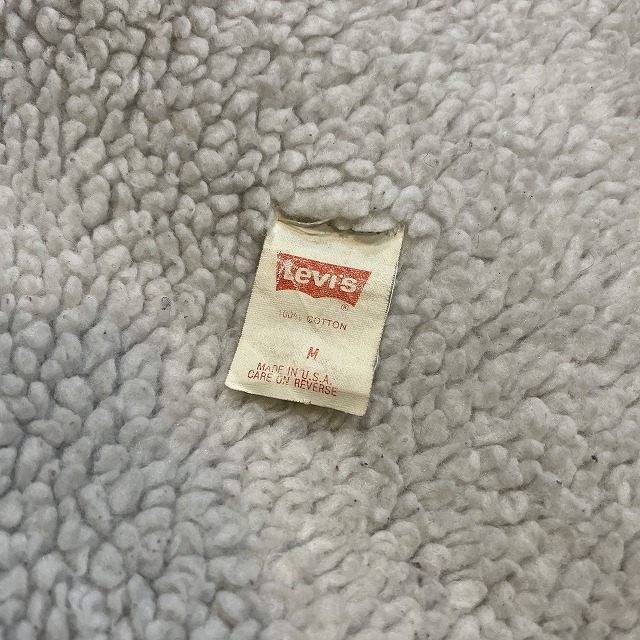 Levi's
®
100% COTTON
M
MADE IN U.S.A.
CARE ON REVERSE